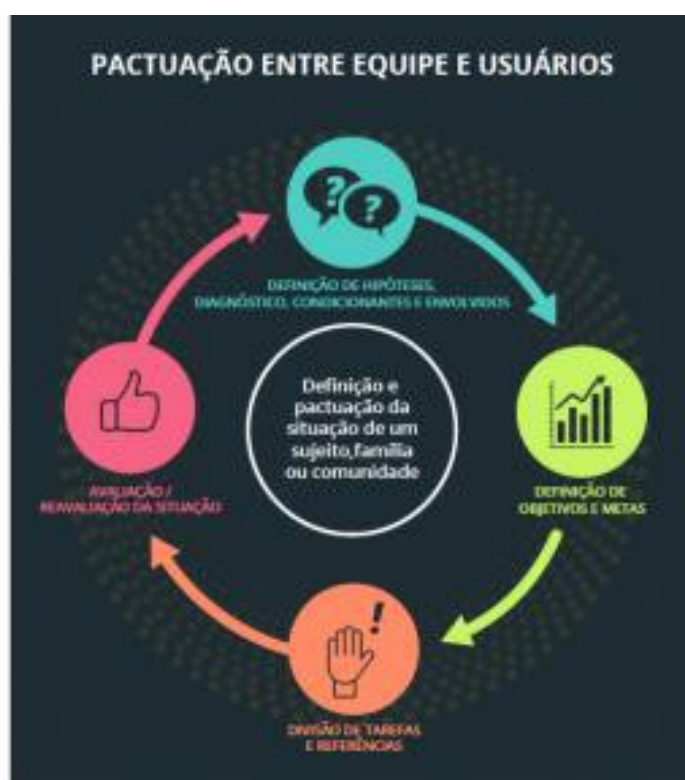 PACTUAÇÃO ENTRE EQUIPE E USUÁRIOS
? ?
DEFINIÇÃO DE HIPÓTESES,
DIAGNÓSTICO, CONDICIONANTES E ENVOLVIDOS
Definição e
pactuação da
situação de um
sujeito,família
ou comunidade
DEFINIÇÃO DE
OBJETIVOS E METAS
!
DIVISÃO DE TAREFAS
E REFERÊNCIAS
AVALIAÇÃO /
REAVALIAÇÃO DA SITUAÇÃO